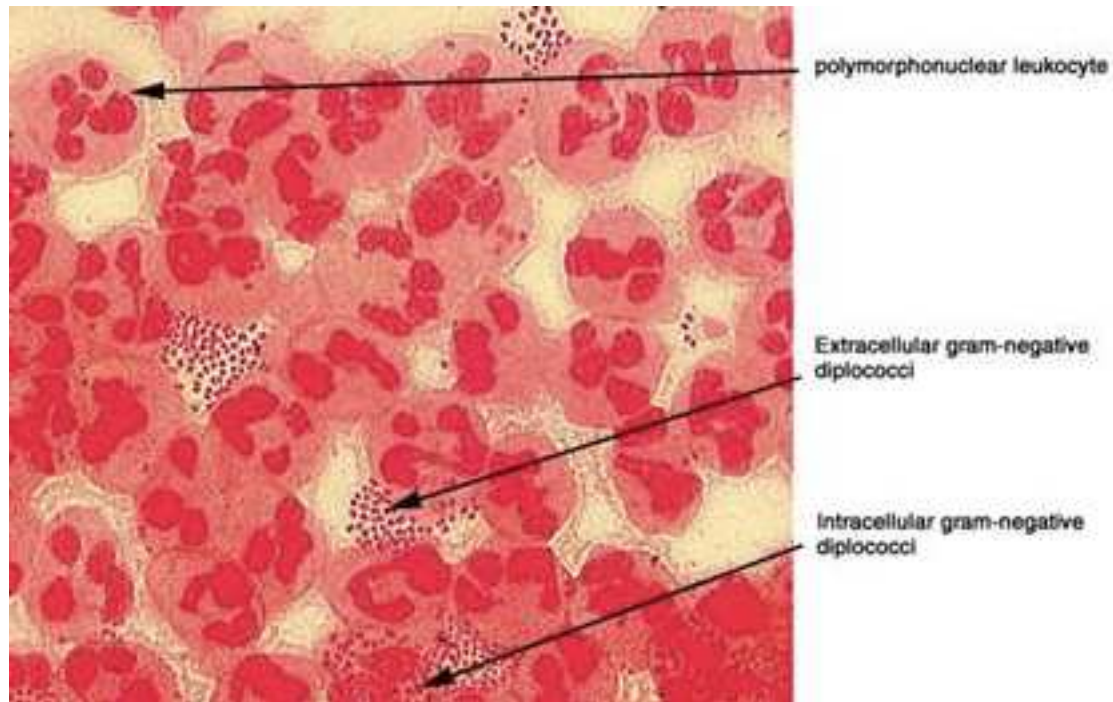 polymorphonuclear leukocyte
Extracellular gram-negative
diplococci
Intracellular gram-negative
diplococci